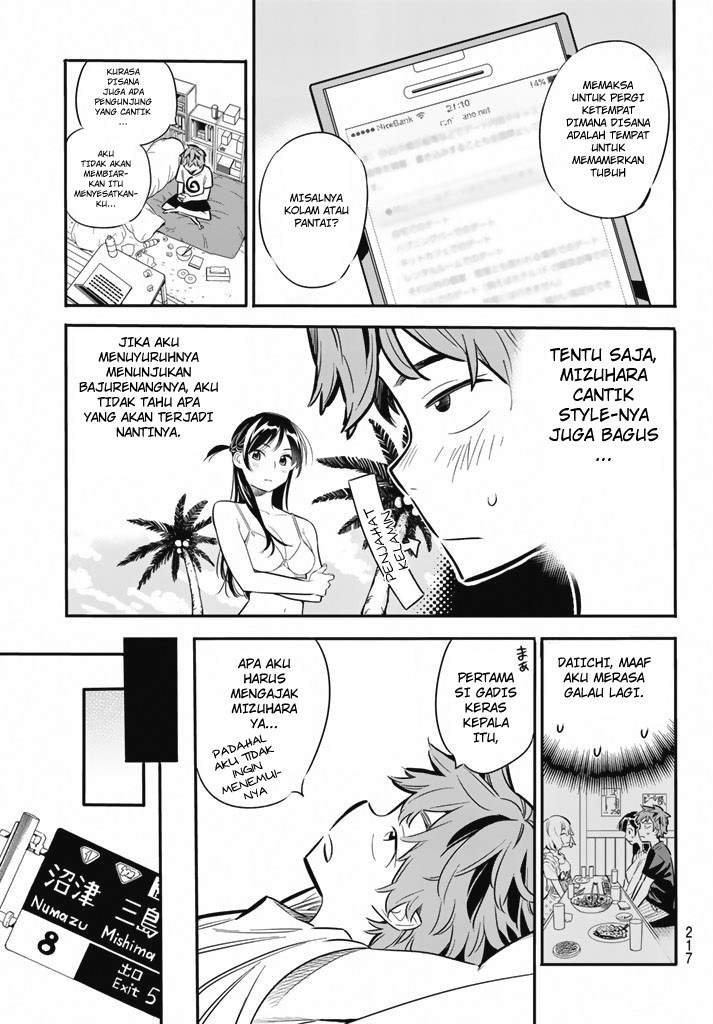 MEMAKSA
UNTUK PERGI
KETEMPAT
DIMANA DISANA
ADALAH TEMPAT
UNTUK
MEMAMERKAN
TUBUH
●●●●●NiceBank
21:10
14%
ano.net
MISALNYA
KOLAM ATAU
PANTAI?
KURASA
DISANA
JUGA ADA
PENGUNJUNG
YANG CANTIK
...
AKU
TIDAK AKAN
MEMBIAR-
KAN ITU
MENYESATKAN-
KU...
TENTU SAJA,
MIZUHARA
CANTIK
STYLE-NYA
JUGA BAGUS
...
JIKA AKU
MENUYURUHNYA
MENUNJUKAN
BAJURENANGNYA, AKU
TIDAK TAHU APA
YANG AKAN TERJADI
NANTINYA.
PENJAHAT
KELAMIN
DAIICHI, MAAF
AKU MERASA
GALAU LAGI.
まぁ
PERTAMA
SI GADIS
KERAS
KEPALA ITU,
APA AKU
HARUS
MENGAJAK
MIZUHARA
YA...
PADAHAL
AKU TIDAK
INGIN
MENEMUI-
NYA
沼津 三島
Numazu Mishima
8
出口
Exit 5
217